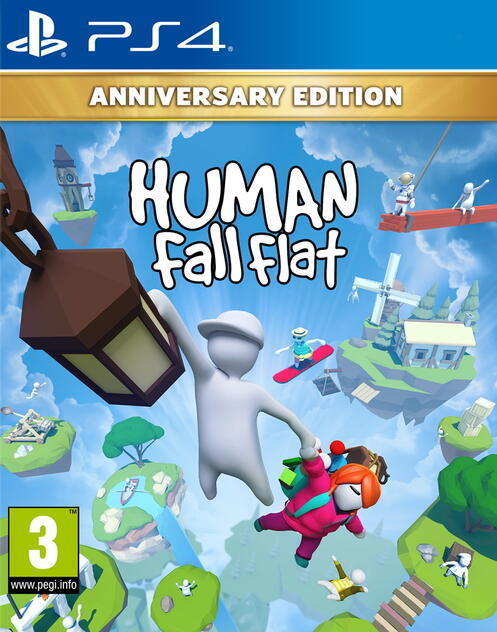 PS4
ANNIVERSARY EDITION
HUMAN
fall flat
3
www.pegi.info